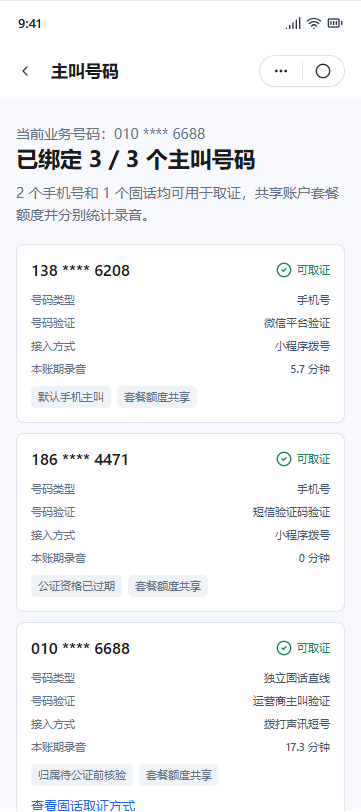 9:41
主叫号码
当前业务号码：010 **** 6688
已绑定 3 / 3 个主叫号码
2 个手机号和 1 个固话均可用于取证，共享账户套餐
额度并分别统计录音。
138 **** 6208 可取证
号码类型 手机号
号码验证 微信平台验证
接入方式 小程序拨号
本账期录音 5.7 分钟
默认手机主叫 套餐额度共享
186 **** 4471 可取证
号码类型 手机号
号码验证 短信验证码验证
接入方式 小程序拨号
本账期录音 0 分钟
公证资格已过期 套餐额度共享
010 **** 6688 可取证
号码类型 独立固话直线
号码验证 运营商主叫验证
接入方式 拨打声讯短号
本账期录音 17.3 分钟
归属待公证前核验 套餐额度共享
查看固话取证方式